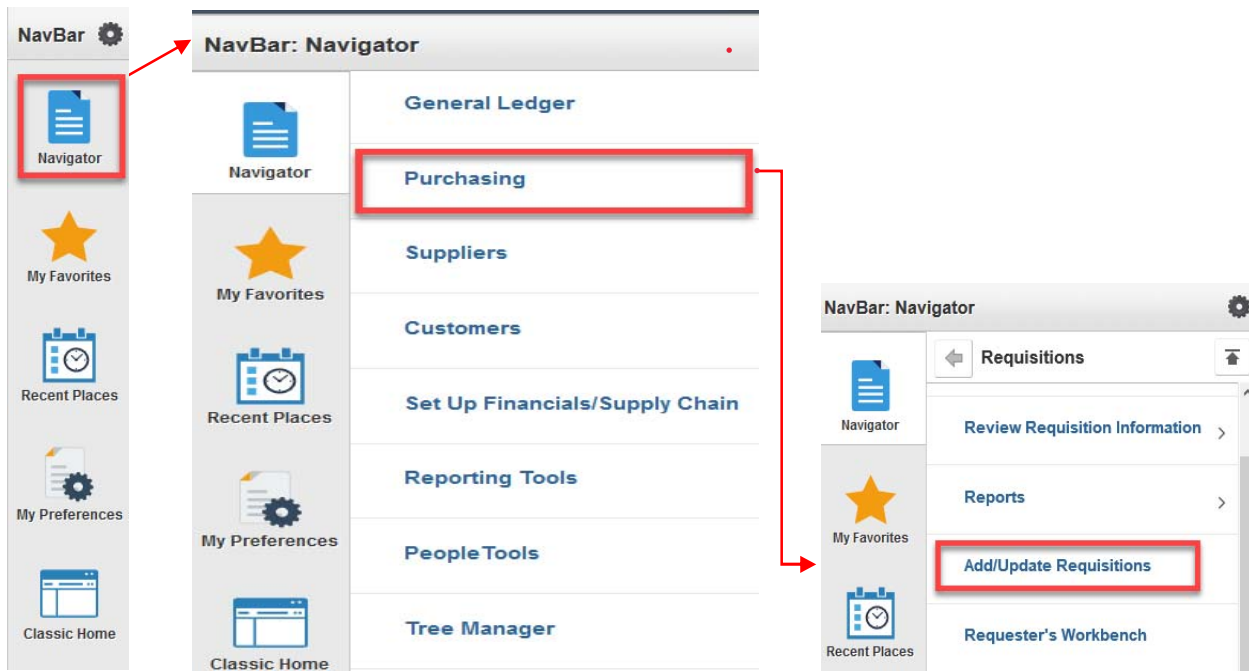 NavBar
Navigator
My Favorites
Recent Places
My Preferences
Classic Home
NavBar: Navigator
Navigator
My Favorites
Recent Places
My Preferences
Classic Home
General Ledger
Purchasing
Suppliers
Customers
Set Up Financials/Supply Chain
Reporting Tools
PeopleTools
Tree Manager
NavBar: Navigator
Navigator
My Favorites
Recent Places
Requisitions
Review Requisition Information
Reports
Add/Update Requisitions
Requester's Workbench